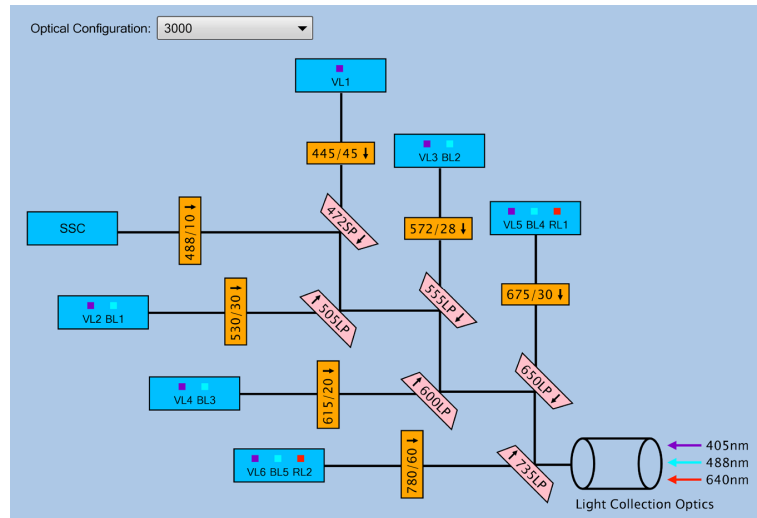 Optical Configuration: 3000
VL1
445/45
VL3 BL2
472SP
SSC
488/10
572/28
VL5 BL4 RL1
675/30
555LP
530/30
505LP
VL2 BL1
650LP
615/20
600LP
VL4 BL3
405nm
488nm
640nm
780/60
735LP
VL6 BL5 RL2
Light Collection Optics